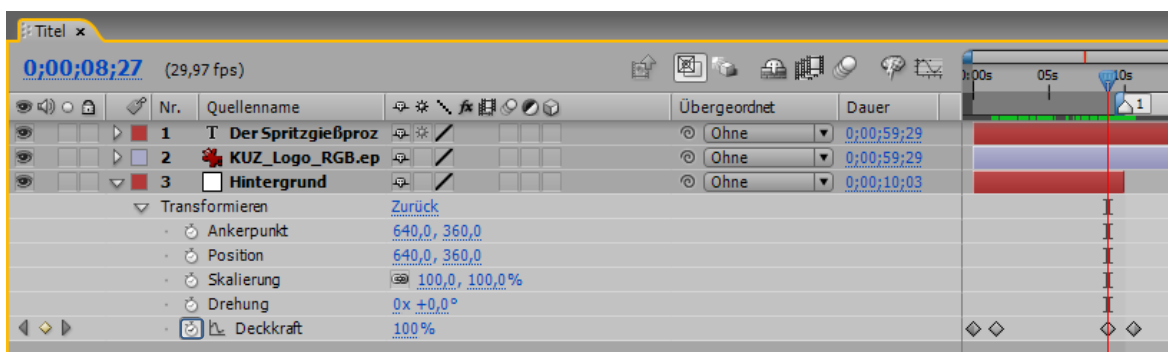 Titel ×
0;00;08;27 (29,97 fps)
):00s 05s 10s
Nr. Quellenname Übergeordnet Dauer 1
1 T Der Spritzgießproz Ohne 0;00;59;29
2 KUZ_Logo_RGB.ep Ohne 0;00;59;29
3 Hintergrund Ohne 0;00;10;03
Transformieren Zurück
Ankerpunkt 640,0, 360,0
Position 640,0, 360,0
Skalierung 100,0, 100,0%
Drehung 0x +0,0°
Deckkraft 100%